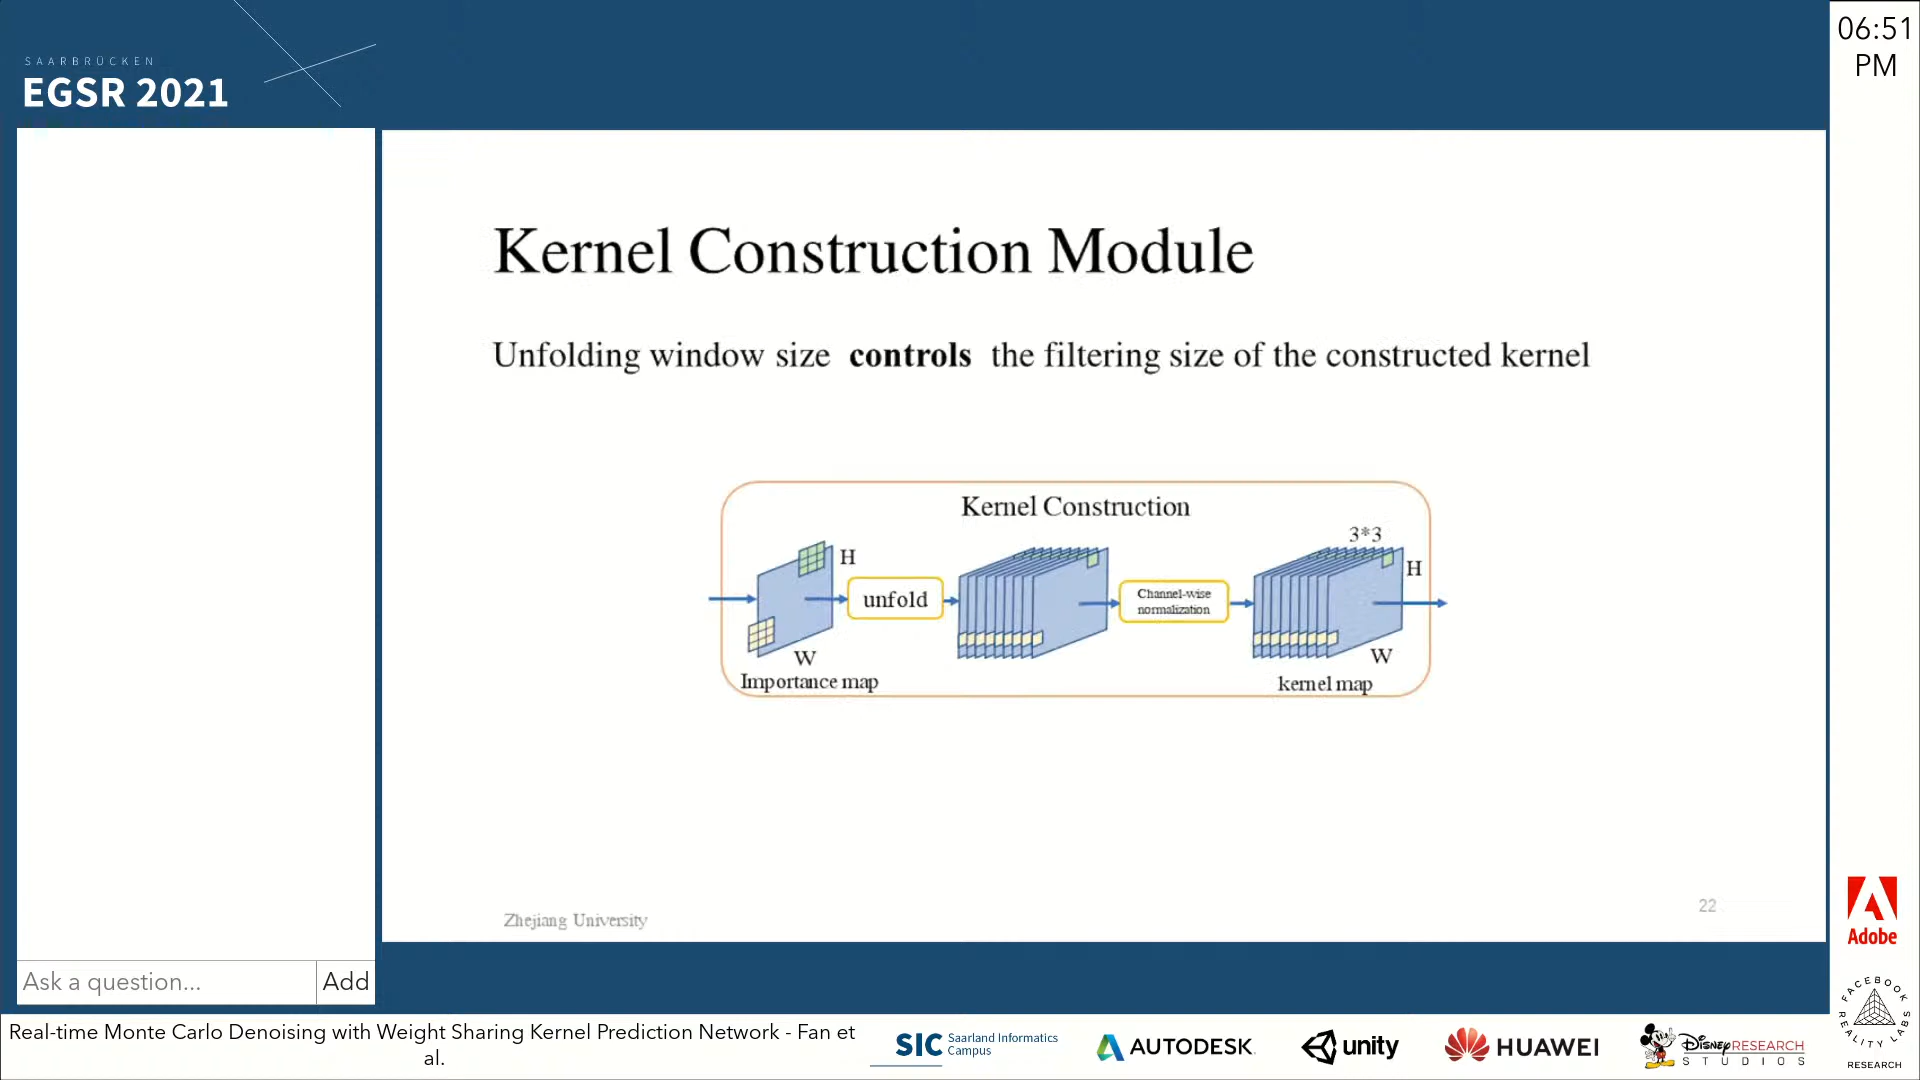 SAARBRÜCKEN
EGSR 2021
06:51
PM
Kernel Construction Module
Unfolding window size controls the filtering size of the constructed kernel
Kernel Construction
3*3
H
H
unfold
Channel-wise
normalization
W
W
Importance map
kernel map
Zhejiang University
22
Adobe
Ask a question...
Add
FACEBOOK
REALITY LABS
RESEARCH
Real-time Monte Carlo Denoising with Weight Sharing Kernel Prediction Network - Fan et
al.
SIC Saarland Informatics
Campus
AUTODESK
unity
HUAWEI
Disney RESEARCH
STUDIOS